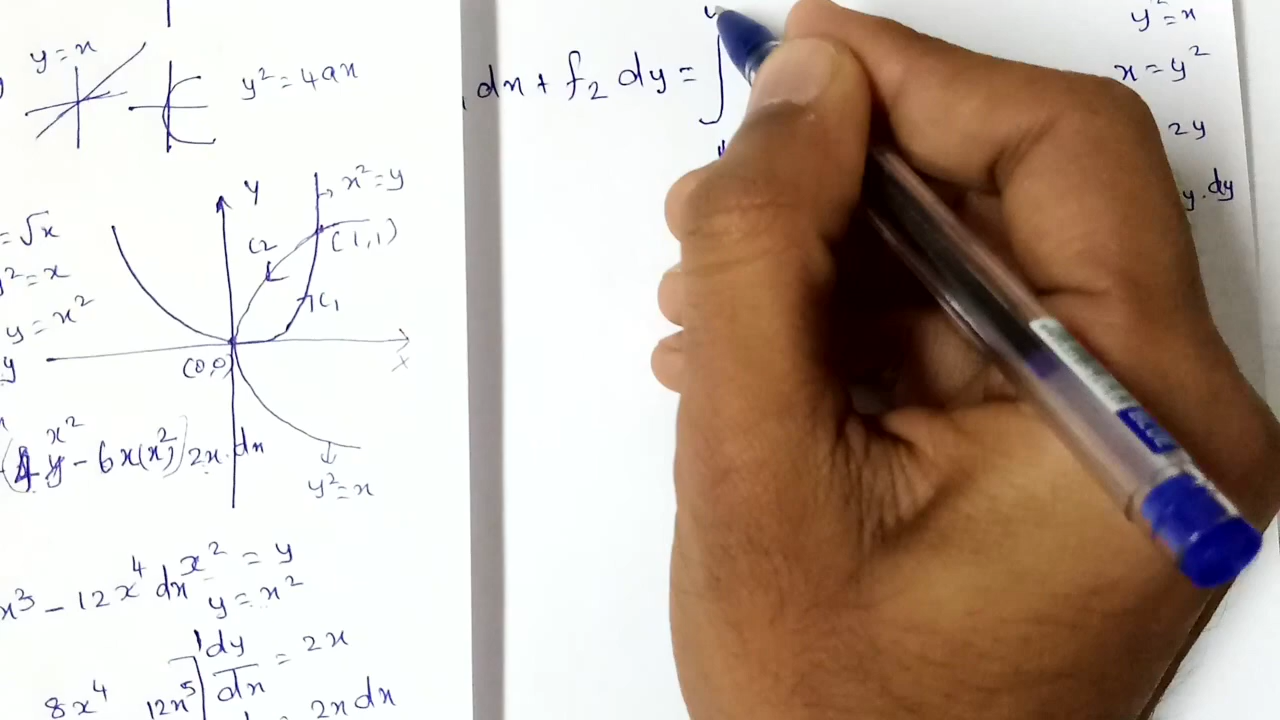 y = x
y² = 4ax
x² = y
y
C2
(1,1)
= √x
y² = x
y = x²
C1
x
(0,0)
y
x²
(4y - 6x(x²)) 2x. dx
y² = x
x³ - 12x⁴ dx
x² = y
y = x²
dy/dx = 2x
8x⁴ 12x⁵
= 2x dx
dx + f₂ dy = ∫
y² = x
x = y²
2y
y. dy